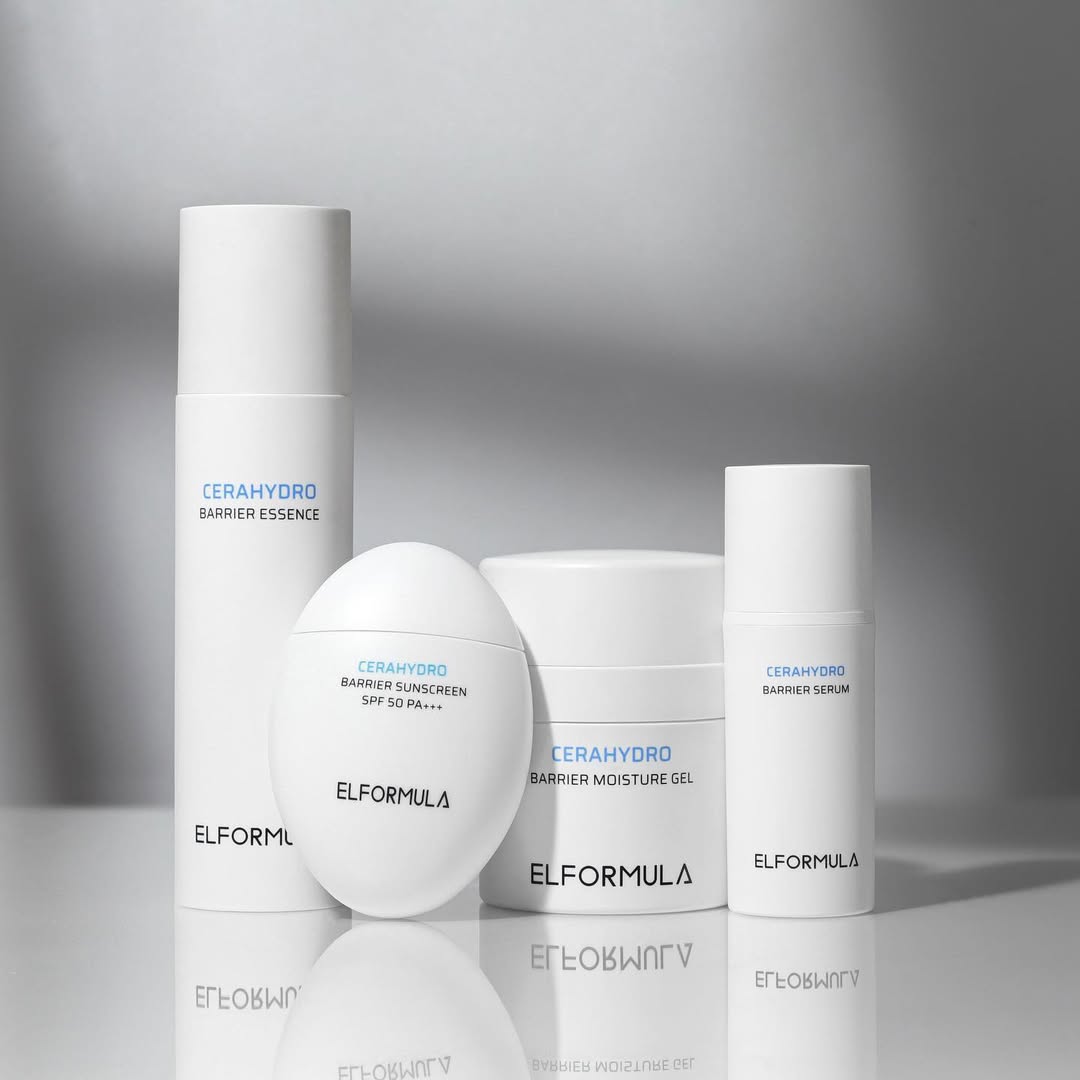 CERAHYDRO
BARRIER ESSENCE
ELFORMU
CERAHYDRO
BARRIER SUNSCREEN
SPF 50 PA+++
ELFORMULA
CERAHYDRO
BARRIER MOISTURE GEL
ELFORMULA
CERAHYDRO
BARRIER SERUM
ELFORMULA